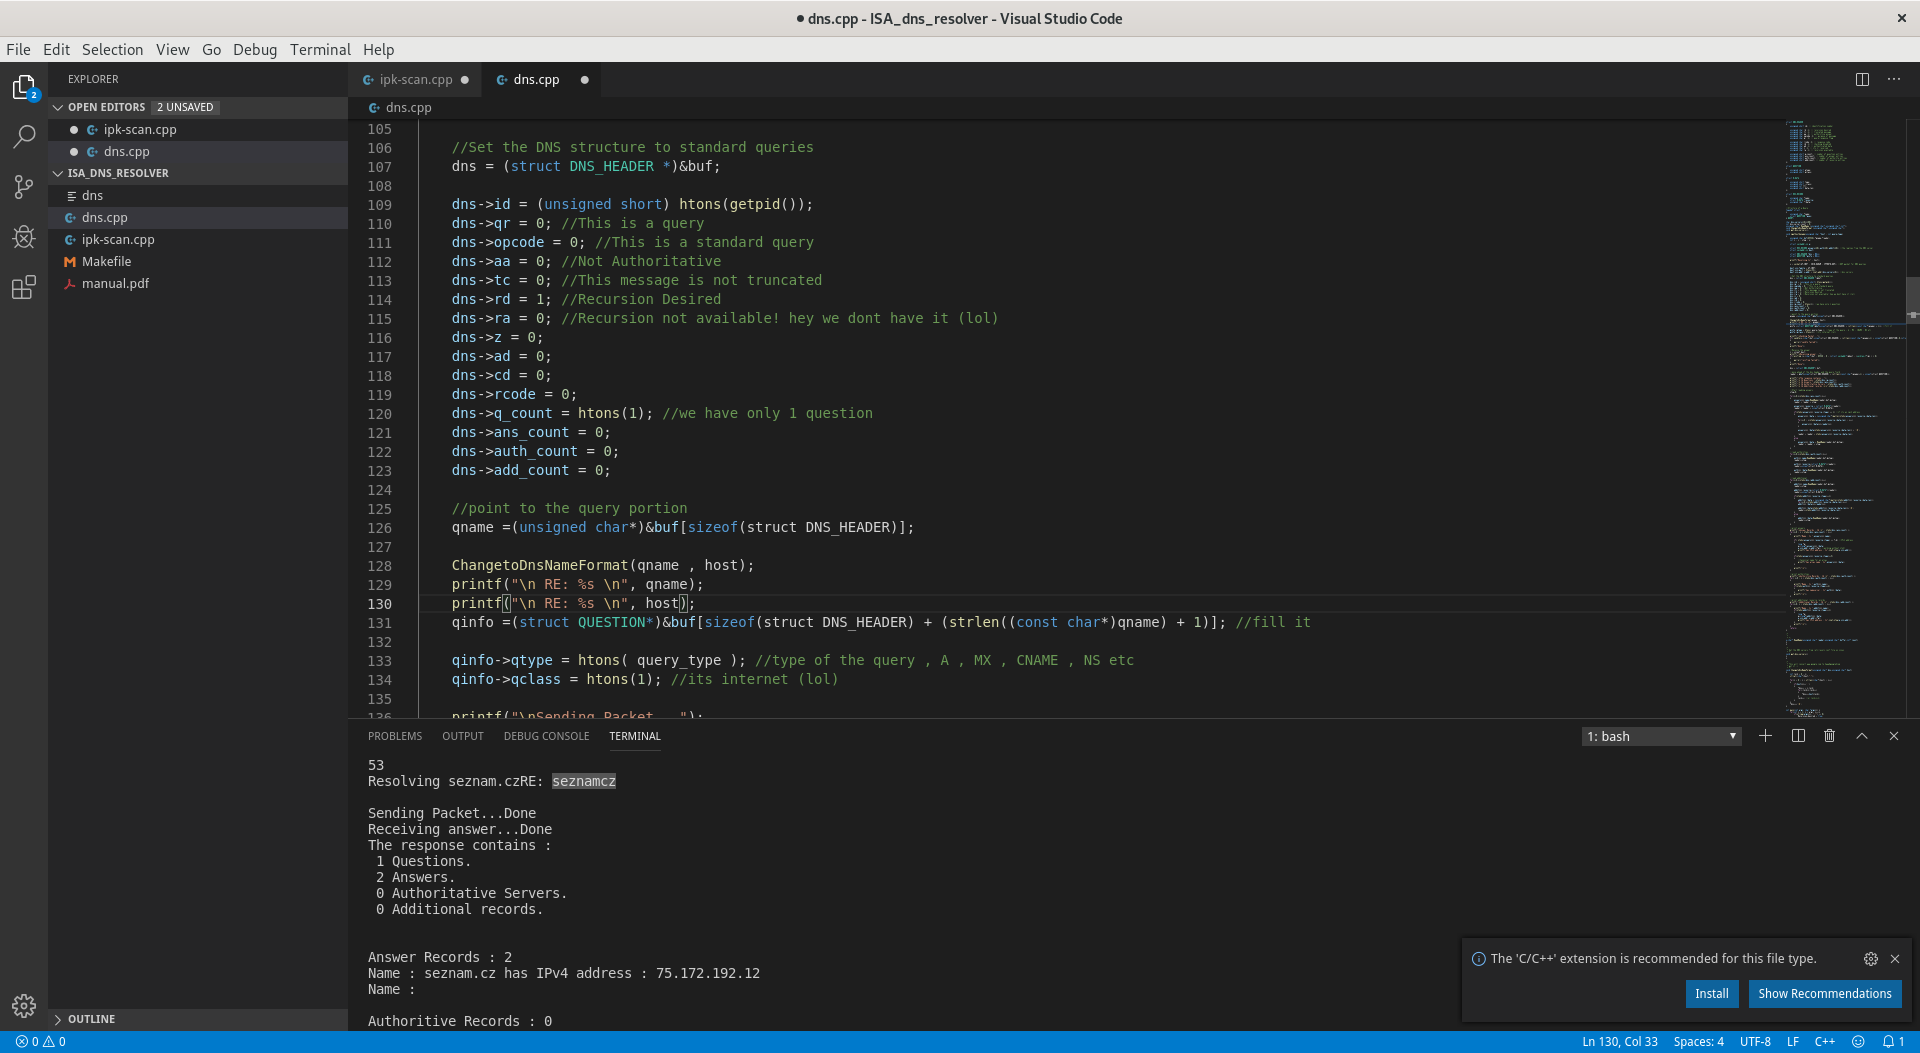 ● dns.cpp - ISA_dns_resolver - Visual Studio Code
File Edit Selection View Go Debug Terminal Help
2
EXPLORER
OPEN EDITORS 2 UNSAVED
ipk-scan.cpp
dns.cpp
ISA_DNS_RESOLVER
dns
dns.cpp
ipk-scan.cpp
Makefile
manual.pdf
OUTLINE
ipk-scan.cpp dns.cpp
dns.cpp
105
106 //Set the DNS structure to standard queries
107 dns = (struct DNS_HEADER *)&buf;
108
109 dns->id = (unsigned short) htons(getpid());
110 dns->qr = 0; //This is a query
111 dns->opcode = 0; //This is a standard query
112 dns->aa = 0; //Not Authoritative
113 dns->tc = 0; //This message is not truncated
114 dns->rd = 1; //Recursion Desired
115 dns->ra = 0; //Recursion not available! hey we dont have it (lol)
116 dns->z = 0;
117 dns->ad = 0;
118 dns->cd = 0;
119 dns->rcode = 0;
120 dns->q_count = htons(1); //we have only 1 question
121 dns->ans_count = 0;
122 dns->auth_count = 0;
123 dns->add_count = 0;
124
125 //point to the query portion
126 qname =(unsigned char*)&buf[sizeof(struct DNS_HEADER)];
127
128 ChangetoDnsNameFormat(qname , host);
129 printf("\n RE: %s \n", qname);
130 printf("\n RE: %s \n", host);
131 qinfo =(struct QUESTION*)&buf[sizeof(struct DNS_HEADER) + (strlen((const char*)qname) + 1)]; //fill it
132
133 qinfo->qtype = htons( query_type ); //type of the query , A , MX , CNAME , NS etc
134 qinfo->qclass = htons(1); //its internet (lol)
135
136 printf("\nSending Packet...");
PROBLEMS OUTPUT DEBUG CONSOLE TERMINAL 1: bash
53
Resolving seznam.czRE: seznamcz
Sending Packet...Done
Receiving answer...Done
The response contains :
1 Questions.
2 Answers.
0 Authoritative Servers.
0 Additional records.
Answer Records : 2
Name : seznam.cz has IPv4 address : 75.172.192.12
Name :
Authoritive Records : 0
The 'C/C++' extension is recommended for this file type.
Install Show Recommendations
0 0 Ln 130, Col 33 Spaces: 4 UTF-8 LF C++ 1